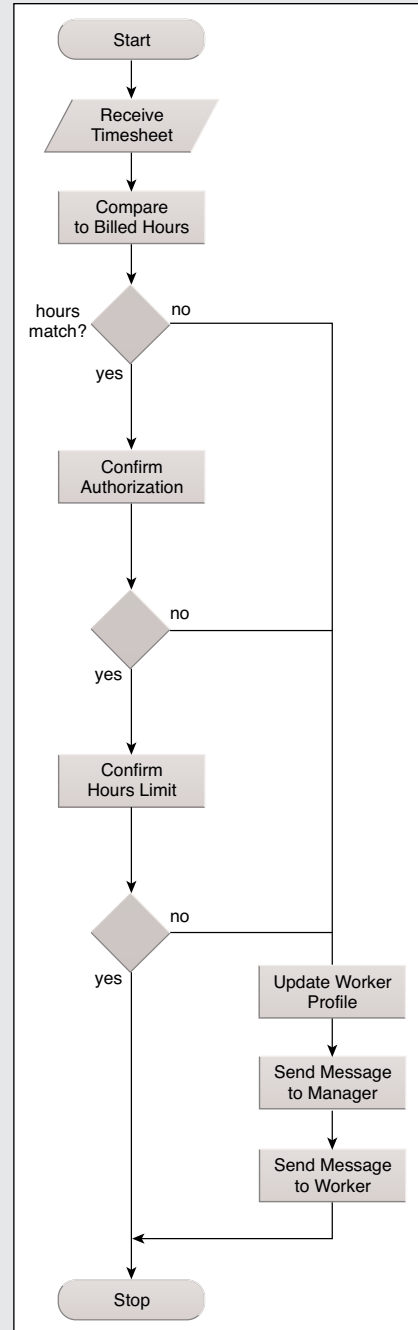 Start
Receive
Timesheet
Compare
to Billed Hours
hours
match?
no
yes
Confirm
Authorization
no
yes
Confirm
Hours Limit
no
yes
Update Worker
Profile
Send Message
to Manager
Send Message
to Worker
Stop